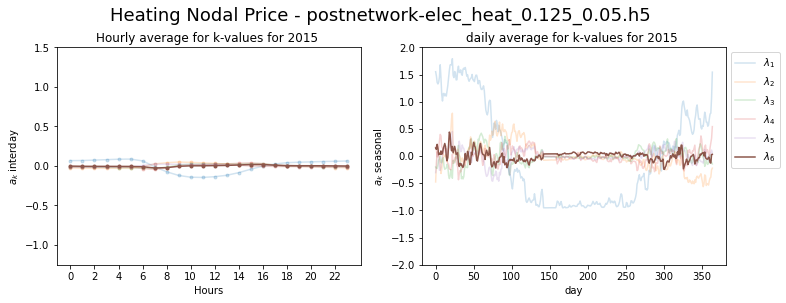 Heating Nodal Price - postnetwork-elec_heat_0.125_0.05.h5
Hourly average for k-values for 2015
1.5
1.0
0.5
0.0
−0.5
−1.0
a_k interday
0 2 4 6 8 10 12 14 16 18 20 22
Hours
daily average for k-values for 2015
2.0
1.5
1.0
0.5
0.0
−0.5
−1.0
−1.5
−2.0
a_k seasonal
0 50 100 150 200 250 300 350
day
λ1
λ2
λ3
λ4
λ5
λ6